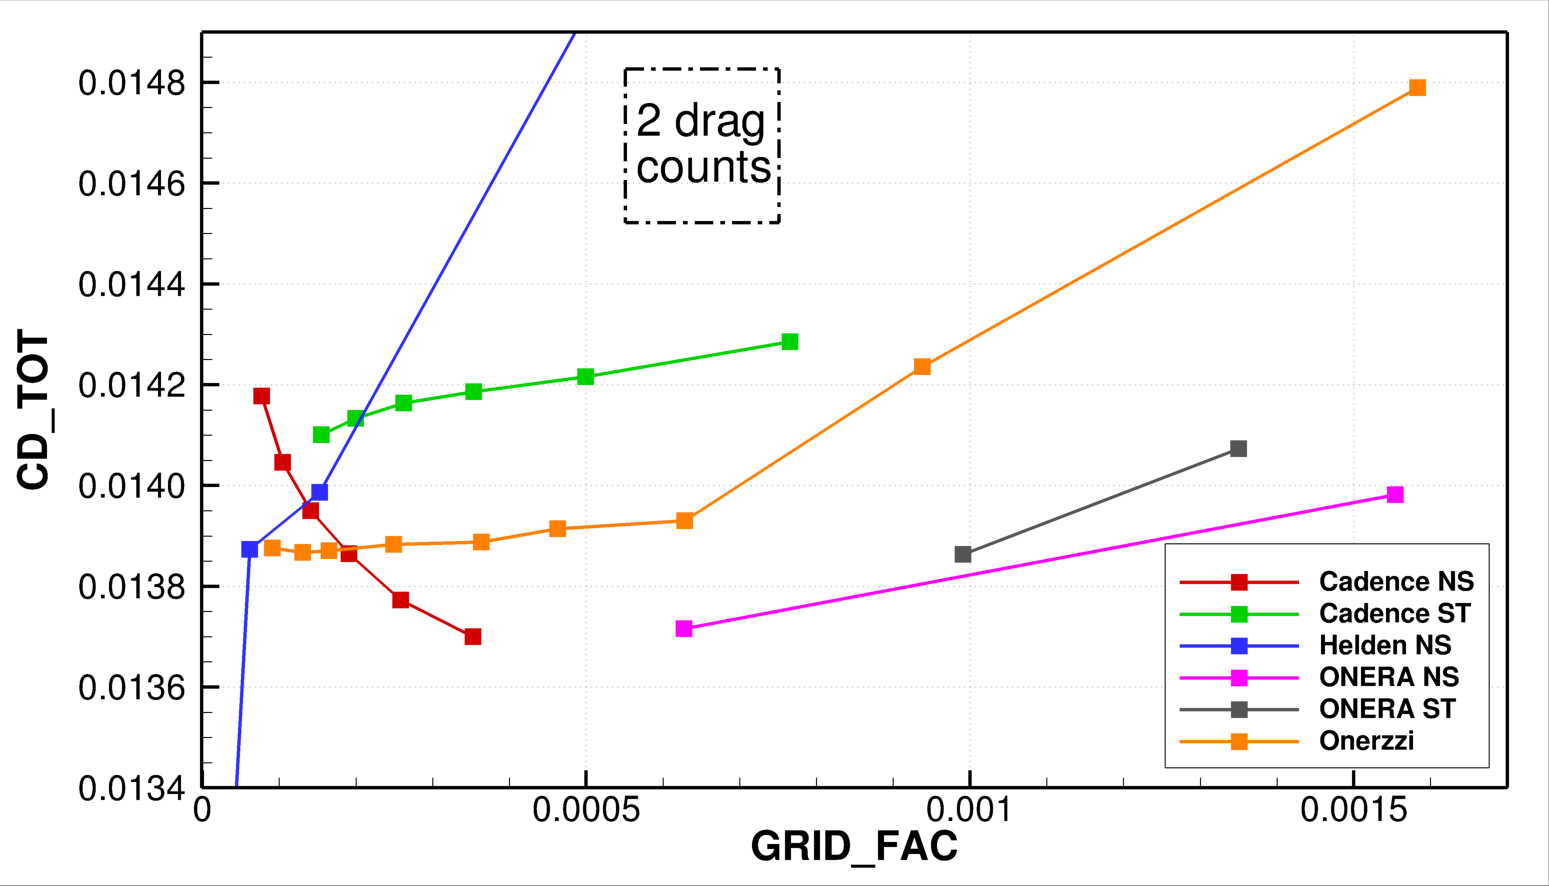 0.0148
0.0146
0.0144
0.0142
0.0140
0.0138
0.0136
0.0134
CD_TOT
2 drag
counts
Cadence NS
Cadence ST
Helden NS
ONERA NS
ONERA ST
Onerzzi
0 0.0005 0.001 0.0015
GRID_FAC